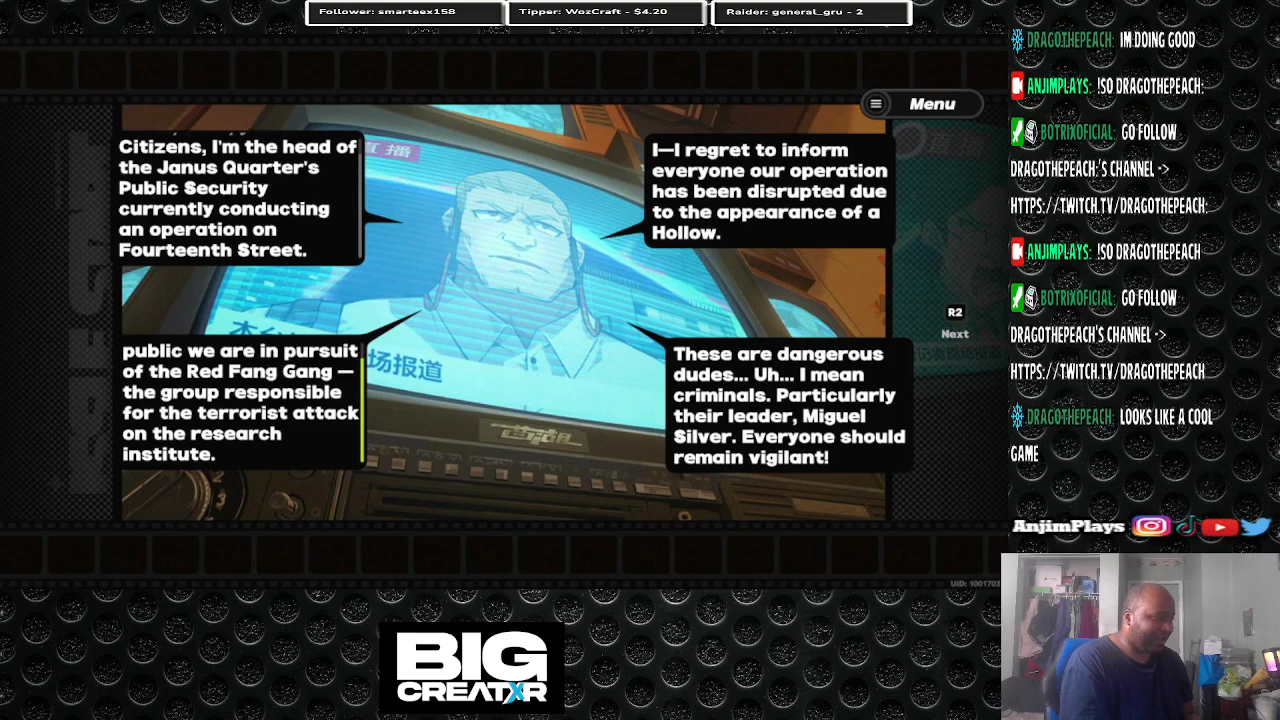 Follower: smarteex158
Tipper: WozCraft - $4.20
Raider: general_gru - 2
Menu
直播
Citizens, I'm the head of
the Janus Quarter's
Public Security
currently conducting
an operation on
Fourteenth Street.
I—I regret to inform
everyone our operation
has been disrupted due
to the appearance of a
Hollow.
public we are in pursuit
of the Red Fang Gang —
the group responsible
for the terrorist attack
on the research
institute.
These are dangerous
dudes... Uh... I mean
criminals. Particularly
their leader, Miguel
Silver. Everyone should
remain vigilant!
场报道
R2
Next
UID: 1001703
DRAGOTHEPEACH: IM DOING GOOD
ANJIMPLAYS: !SO DRAGOTHEPEACH:
BOTRIXOFICIAL: GO FOLLOW
DRAGOTHEPEACH:'S CHANNEL ->
HTTPS://TWITCH.TV/DRAGOTHEPEACH:
ANJIMPLAYS: !SO DRAGOTHEPEACH
BOTRIXOFICIAL: GO FOLLOW
DRAGOTHEPEACH'S CHANNEL ->
HTTPS://TWITCH.TV/DRAGOTHEPEACH
DRAGOTHEPEACH: LOOKS LIKE A COOL
GAME
AnjimPlays
BIG
CREATXR